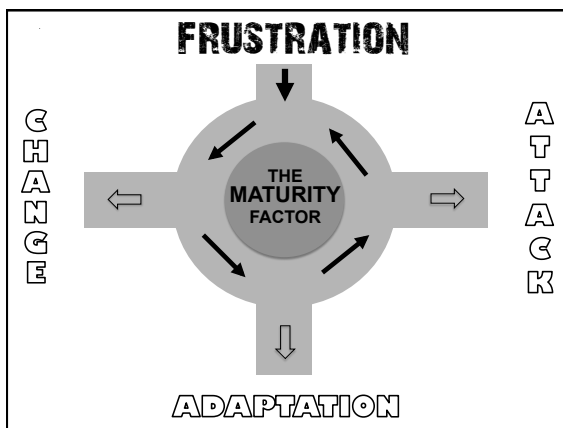 FRUSTRATION
CHANGE
THE
MATURITY
FACTOR
ATTACK
ADAPTATION